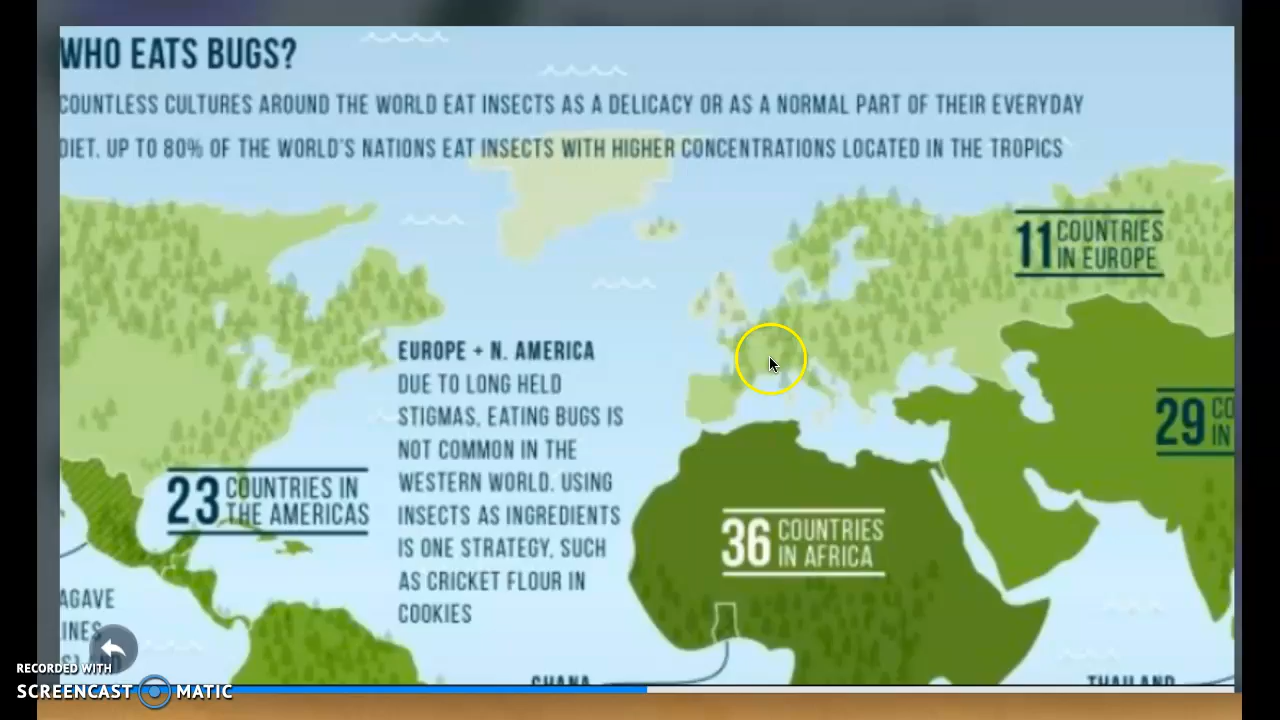 WHO EATS BUGS?
COUNTLESS CULTURES AROUND THE WORLD EAT INSECTS AS A DELICACY OR AS A NORMAL PART OF THEIR EVERYDAY
DIET. UP TO 80% OF THE WORLD'S NATIONS EAT INSECTS WITH HIGHER CONCENTRATIONS LOCATED IN THE TROPICS
11 COUNTRIES
IN EUROPE
EUROPE + N. AMERICA
DUE TO LONG HELD
STIGMAS, EATING BUGS IS
NOT COMMON IN THE
WESTERN WORLD. USING
INSECTS AS INGREDIENTS
IS ONE STRATEGY, SUCH
AS CRICKET FLOUR IN
COOKIES
29
IN
23 COUNTRIES IN
THE AMERICAS
36 COUNTRIES
IN AFRICA
AGAVE
GHANA
THAILAND
RECORDED WITH
SCREENCAST MATIC